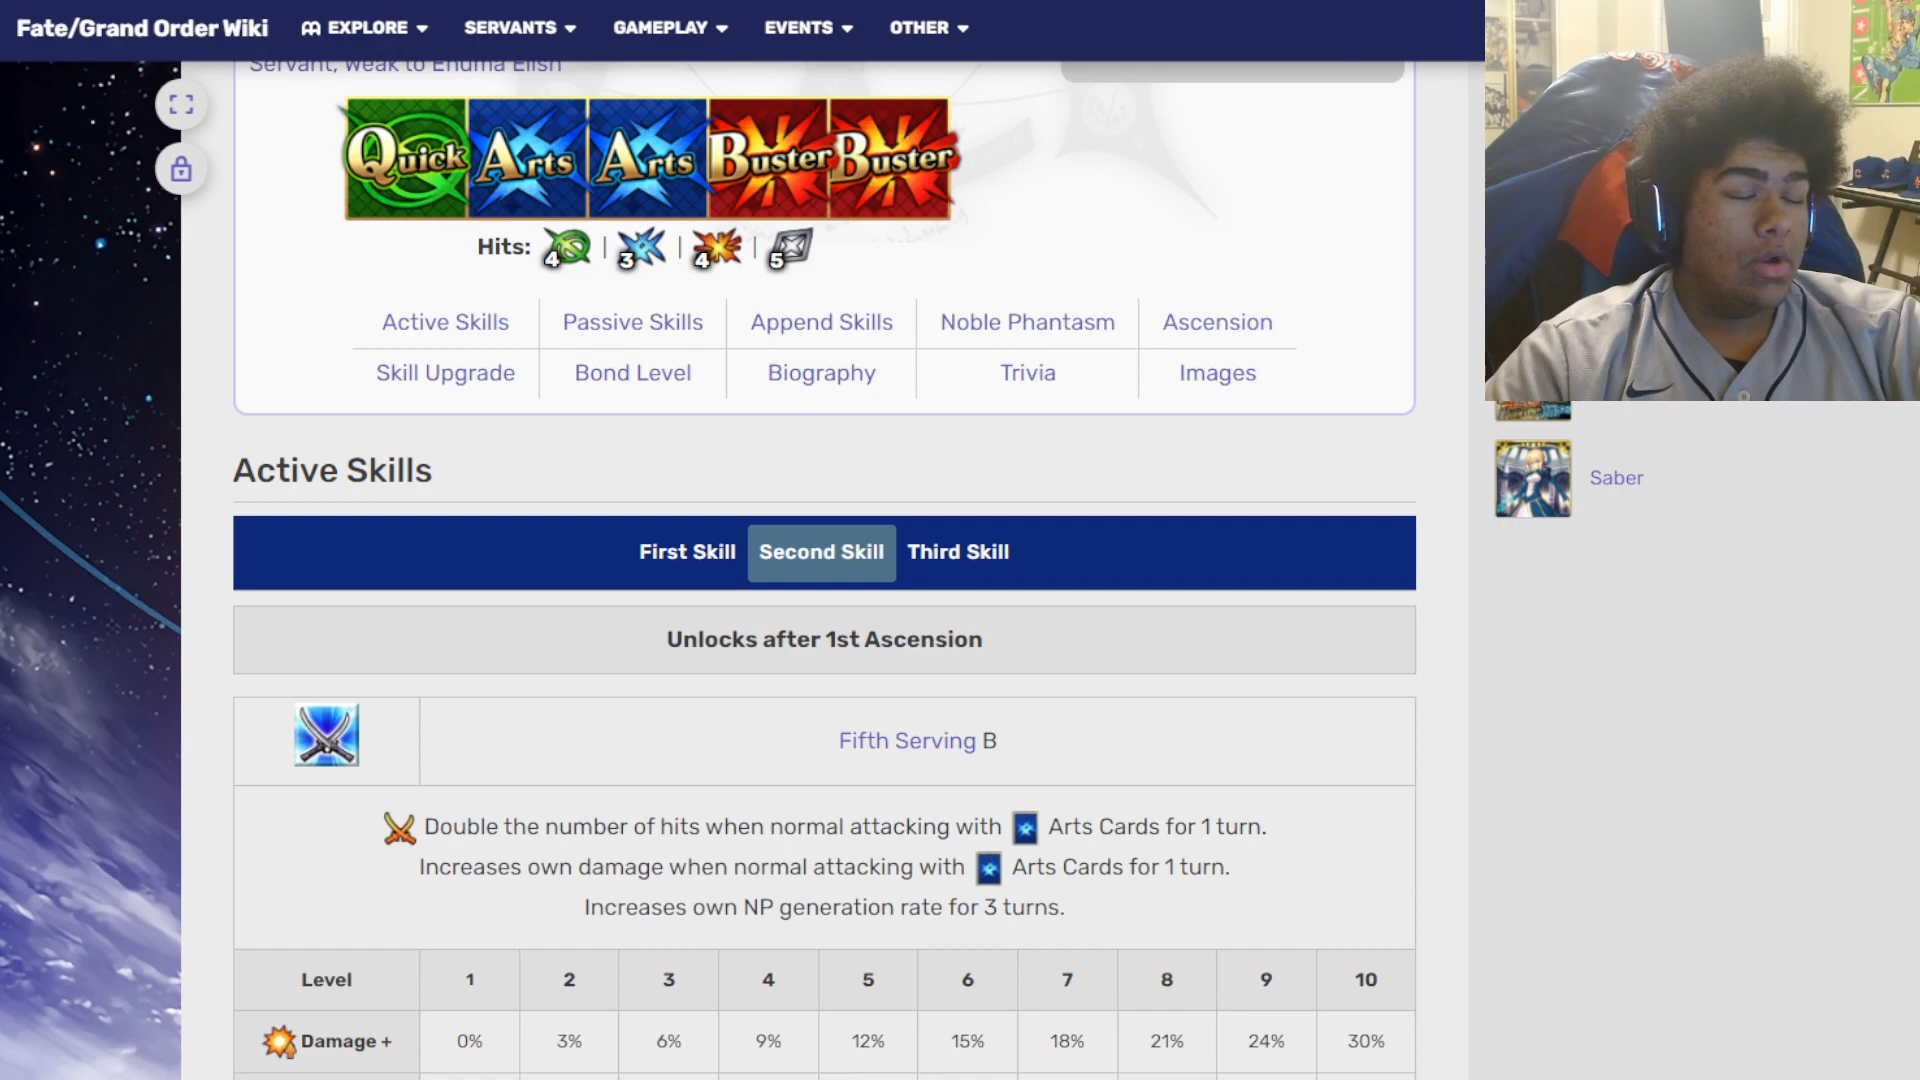 Fate/Grand Order Wiki EXPLORE SERVANTS GAMEPLAY EVENTS OTHER
Servant, Weak to Enuma Elish
Quick Arts Arts Buster Buster
Hits: 4 | 3 | 4 | 5
Active Skills Passive Skills Append Skills Noble Phantasm Ascension
Skill Upgrade Bond Level Biography Trivia Images
Saber
Active Skills
First Skill Second Skill Third Skill
Unlocks after 1st Ascension
Fifth Serving B
Double the number of hits when normal attacking with Arts Cards for 1 turn.
Increases own damage when normal attacking with Arts Cards for 1 turn.
Increases own NP generation rate for 3 turns.
Level 1 2 3 4 5 6 7 8 9 10
Damage + 0% 3% 6% 9% 12% 15% 18% 21% 24% 30%